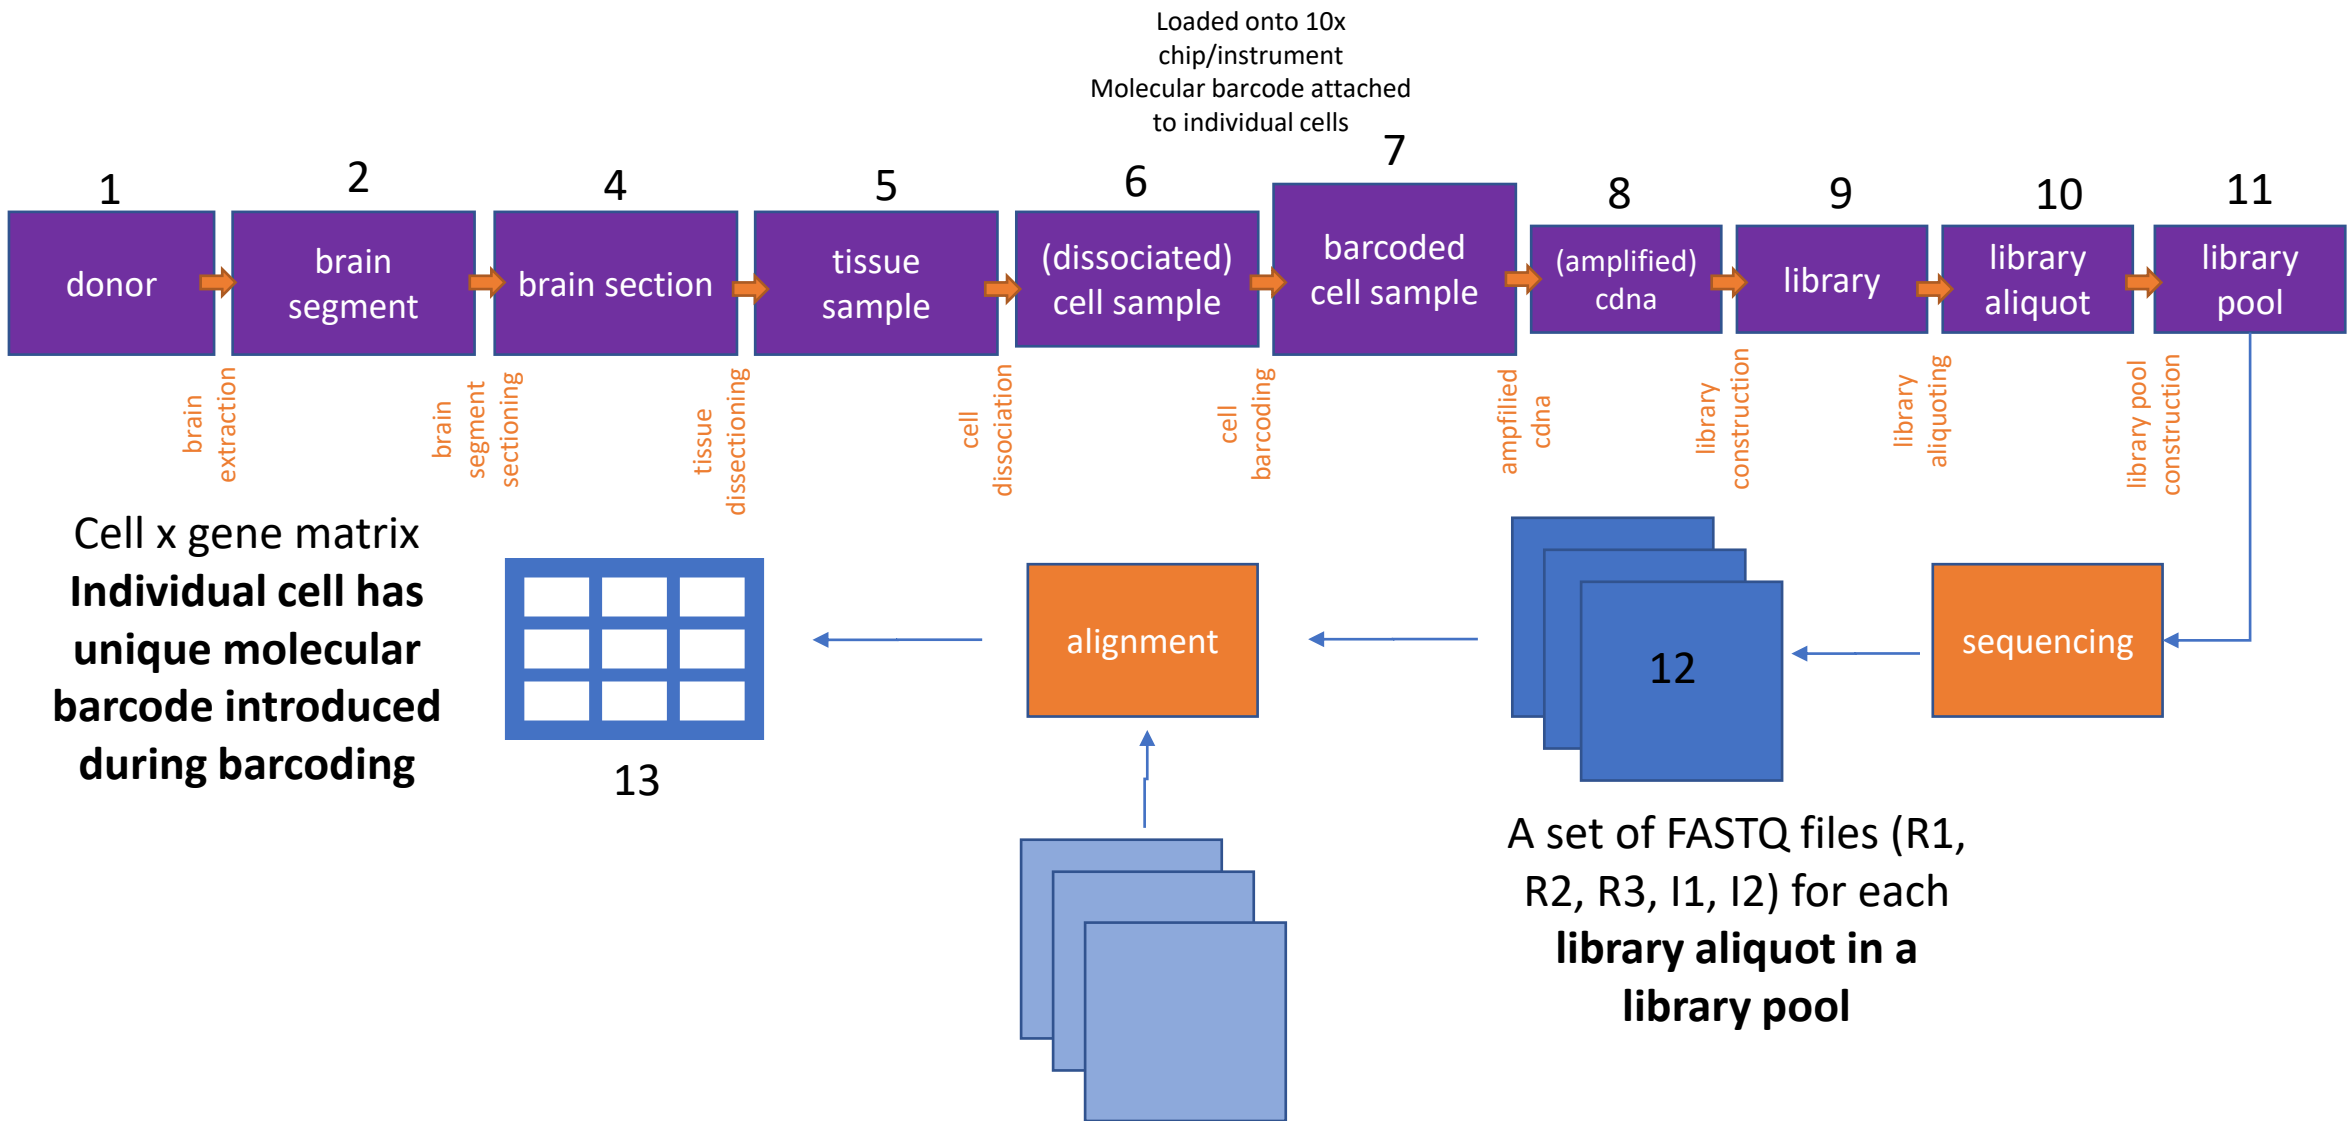 Loaded onto 10x
chip/instrument
Molecular barcode attached
to individual cells
1
2
4
5
6
7
8
9
10
11
donor
brain
segment
brain section
tissue
sample
(dissociated)
cell sample
barcoded
cell sample
(amplified)
cdna
library
library
aliquot
library
pool
brain
extraction
brain
segment
sectioning
tissue
dissectioning
cell
dissociation
cell
barcoding
ampfilied
cdna
library
construction
library
aliquoting
library pool
construction
Cell x gene matrix
Individual cell has
unique molecular
barcode introduced
during barcoding
13
alignment
12
sequencing
A set of FASTQ files (R1,
R2, R3, I1, I2) for each
library aliquot in a
library pool